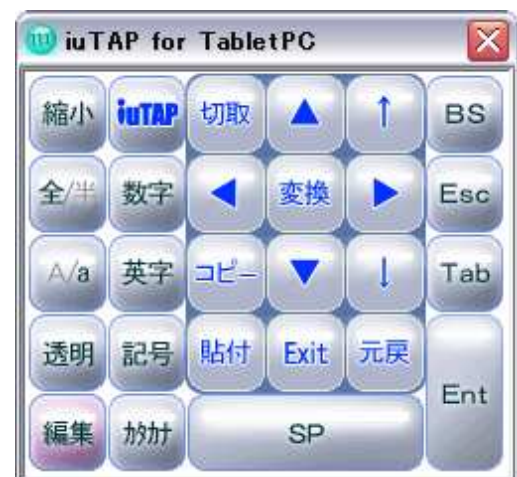 iuTAP for TabletPC
縮小 iuTAP 切取 ▲ ↑ BS
全/半 数字 ◀ 変換 ▶ Esc
A/a 英字 コピー ▼ ↓ Tab
透明 記号 貼付 Exit 元戻 Ent
編集 ｶﾀｶﾅ SP